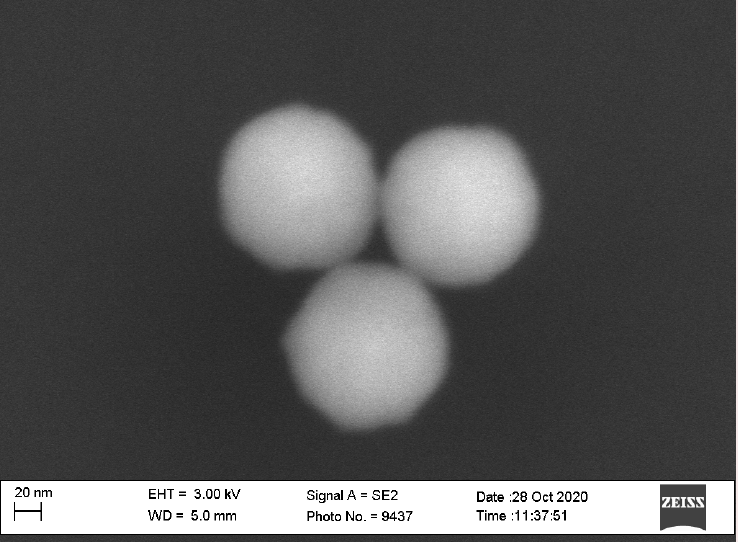 20 nm
EHT = 3.00 kV
WD = 5.0 mm
Signal A = SE2
Photo No. = 9437
Date :28 Oct 2020
Time :11:37:51
ZEISS